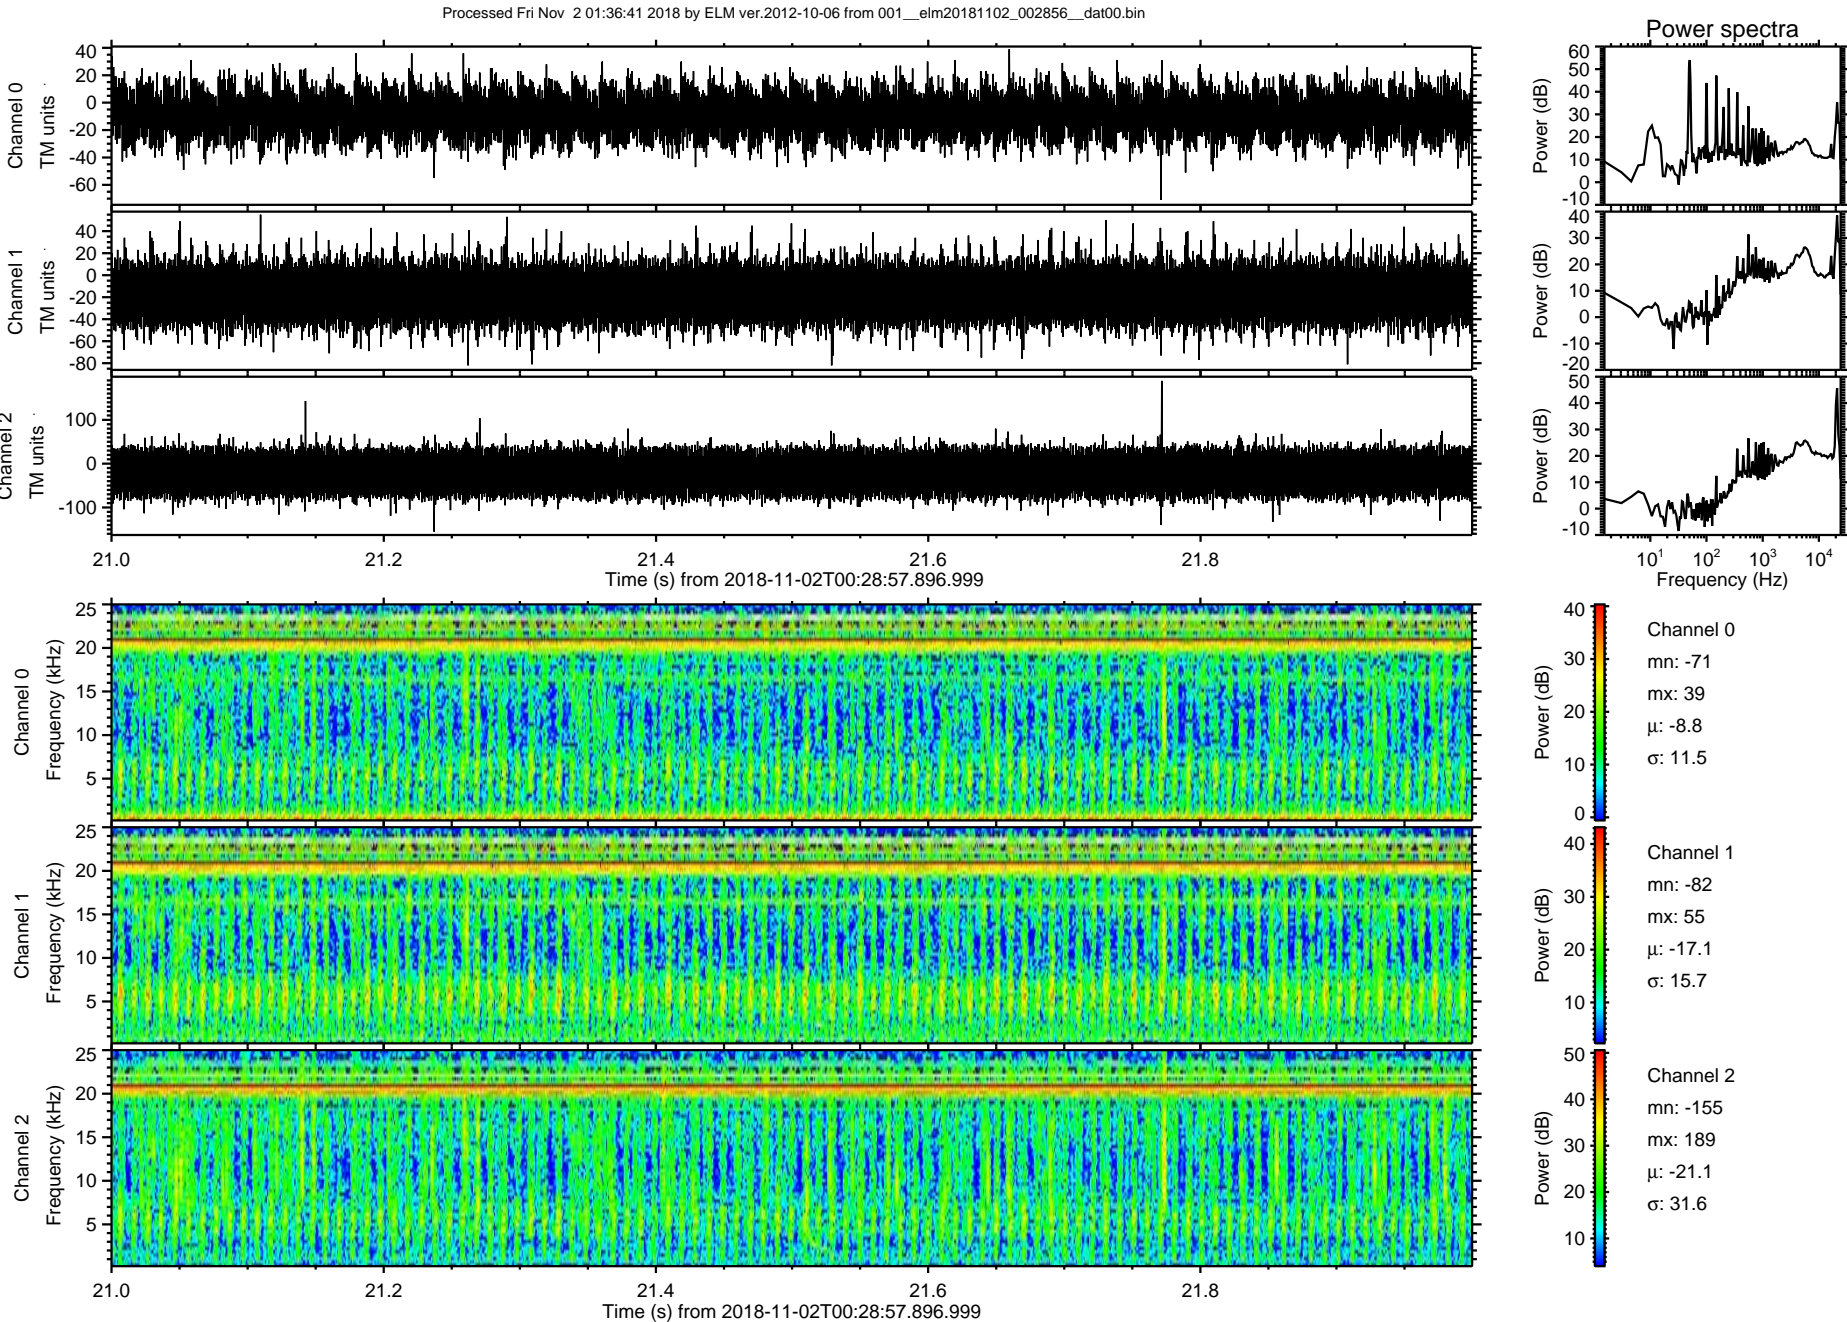 Processed Fri Nov  2 01:36:41 2018 by ELM ver.2012-10-06 from 001__elm20181102_002856__dat00.bin
Power spectra
Channel 0
TM units
40
20
0
-20
-40
-60
Power (dB)
60
50
40
30
20
10
0
-10
Channel 1
TM units
40
20
0
-20
-40
-60
-80
Power (dB)
40
30
20
10
0
-10
-20
Channel 2
TM units
100
0
-100
Power (dB)
50
40
30
20
10
0
-10
21.0 21.2 21.4 21.6 21.8
Time (s) from 2018-11-02T00:28:57.896.999
10^1 10^2 10^3 10^4
Frequency (Hz)
Channel 0
Frequency (kHz)
25
20
15
10
5
Power (dB)
40
30
20
10
0
Channel 0
mn: -71
mx: 39
μ: -8.8
σ: 11.5
Channel 1
Frequency (kHz)
25
20
15
10
5
Power (dB)
40
30
20
10
Channel 1
mn: -82
mx: 55
μ: -17.1
σ: 15.7
Channel 2
Frequency (kHz)
25
20
15
10
5
Power (dB)
50
40
30
20
10
Channel 2
mn: -155
mx: 189
μ: -21.1
σ: 31.6
21.0 21.2 21.4 21.6 21.8
Time (s) from 2018-11-02T00:28:57.896.999